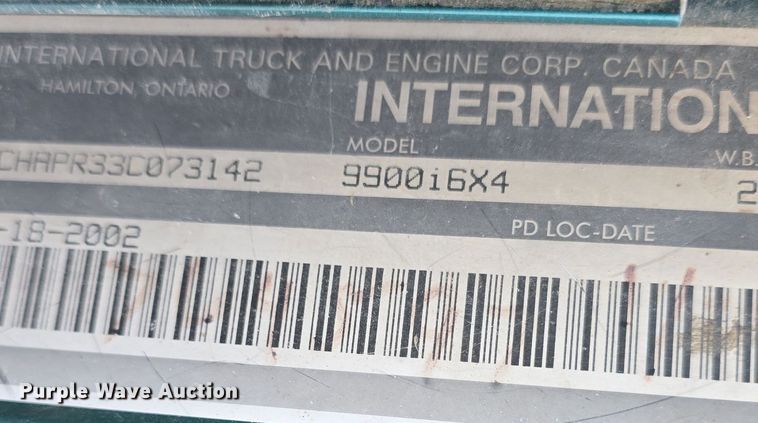 INTERNATIONAL TRUCK AND ENGINE CORP. CANADA
HAMILTON, ONTARIO
INTERNATION
MODEL
W.B.
CHAPR33C073142
9900i6X4
2
-18-2002
PD LOC-DATE
Purple Wave Auction